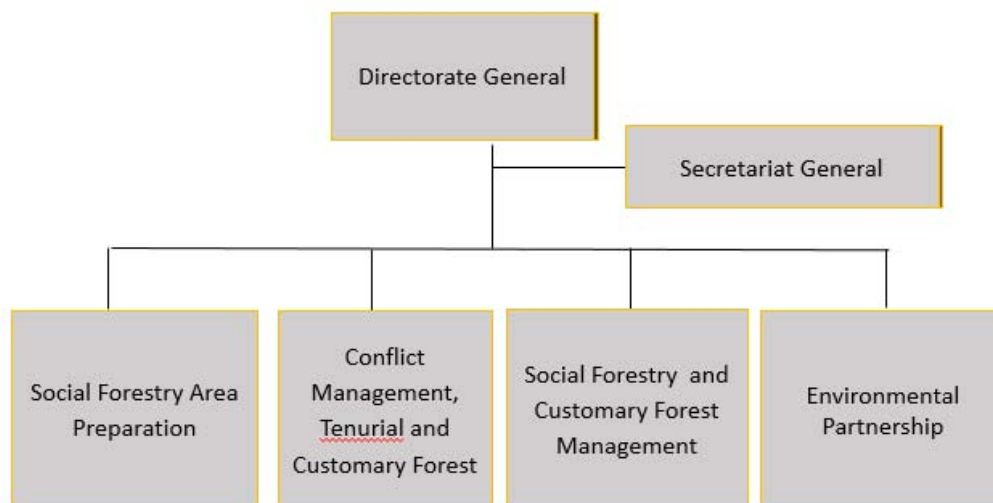 Directorate General
Secretariat General
Social Forestry Area
Preparation
Conflict
Management,
Tenurial and
Customary Forest
Social Forestry and
Customary Forest
Management
Environmental
Partnership